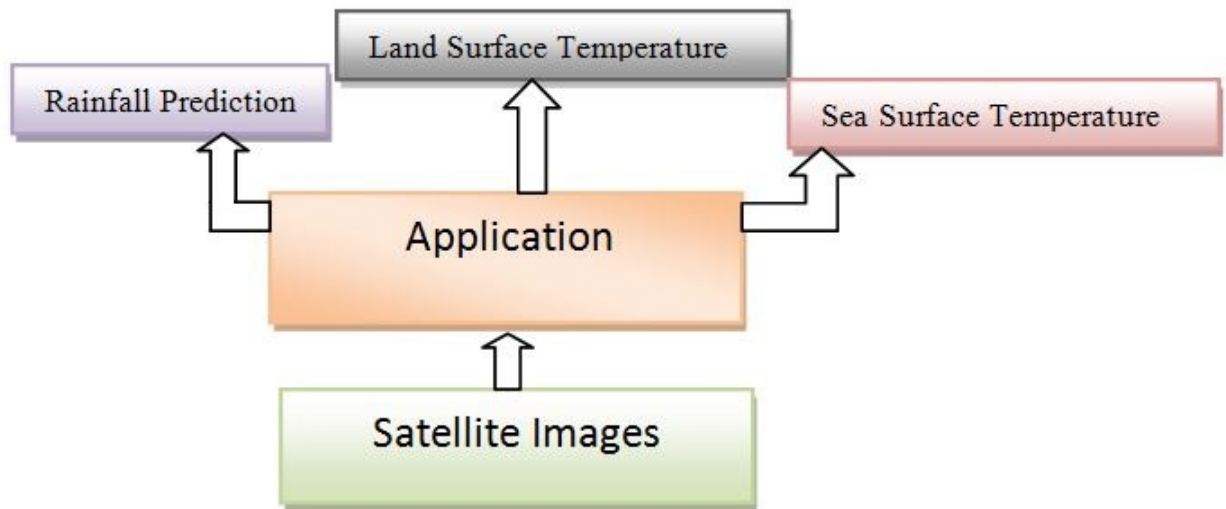 Land Surface Temperature
Rainfall Prediction
Sea Surface Temperature
Application
Satellite Images